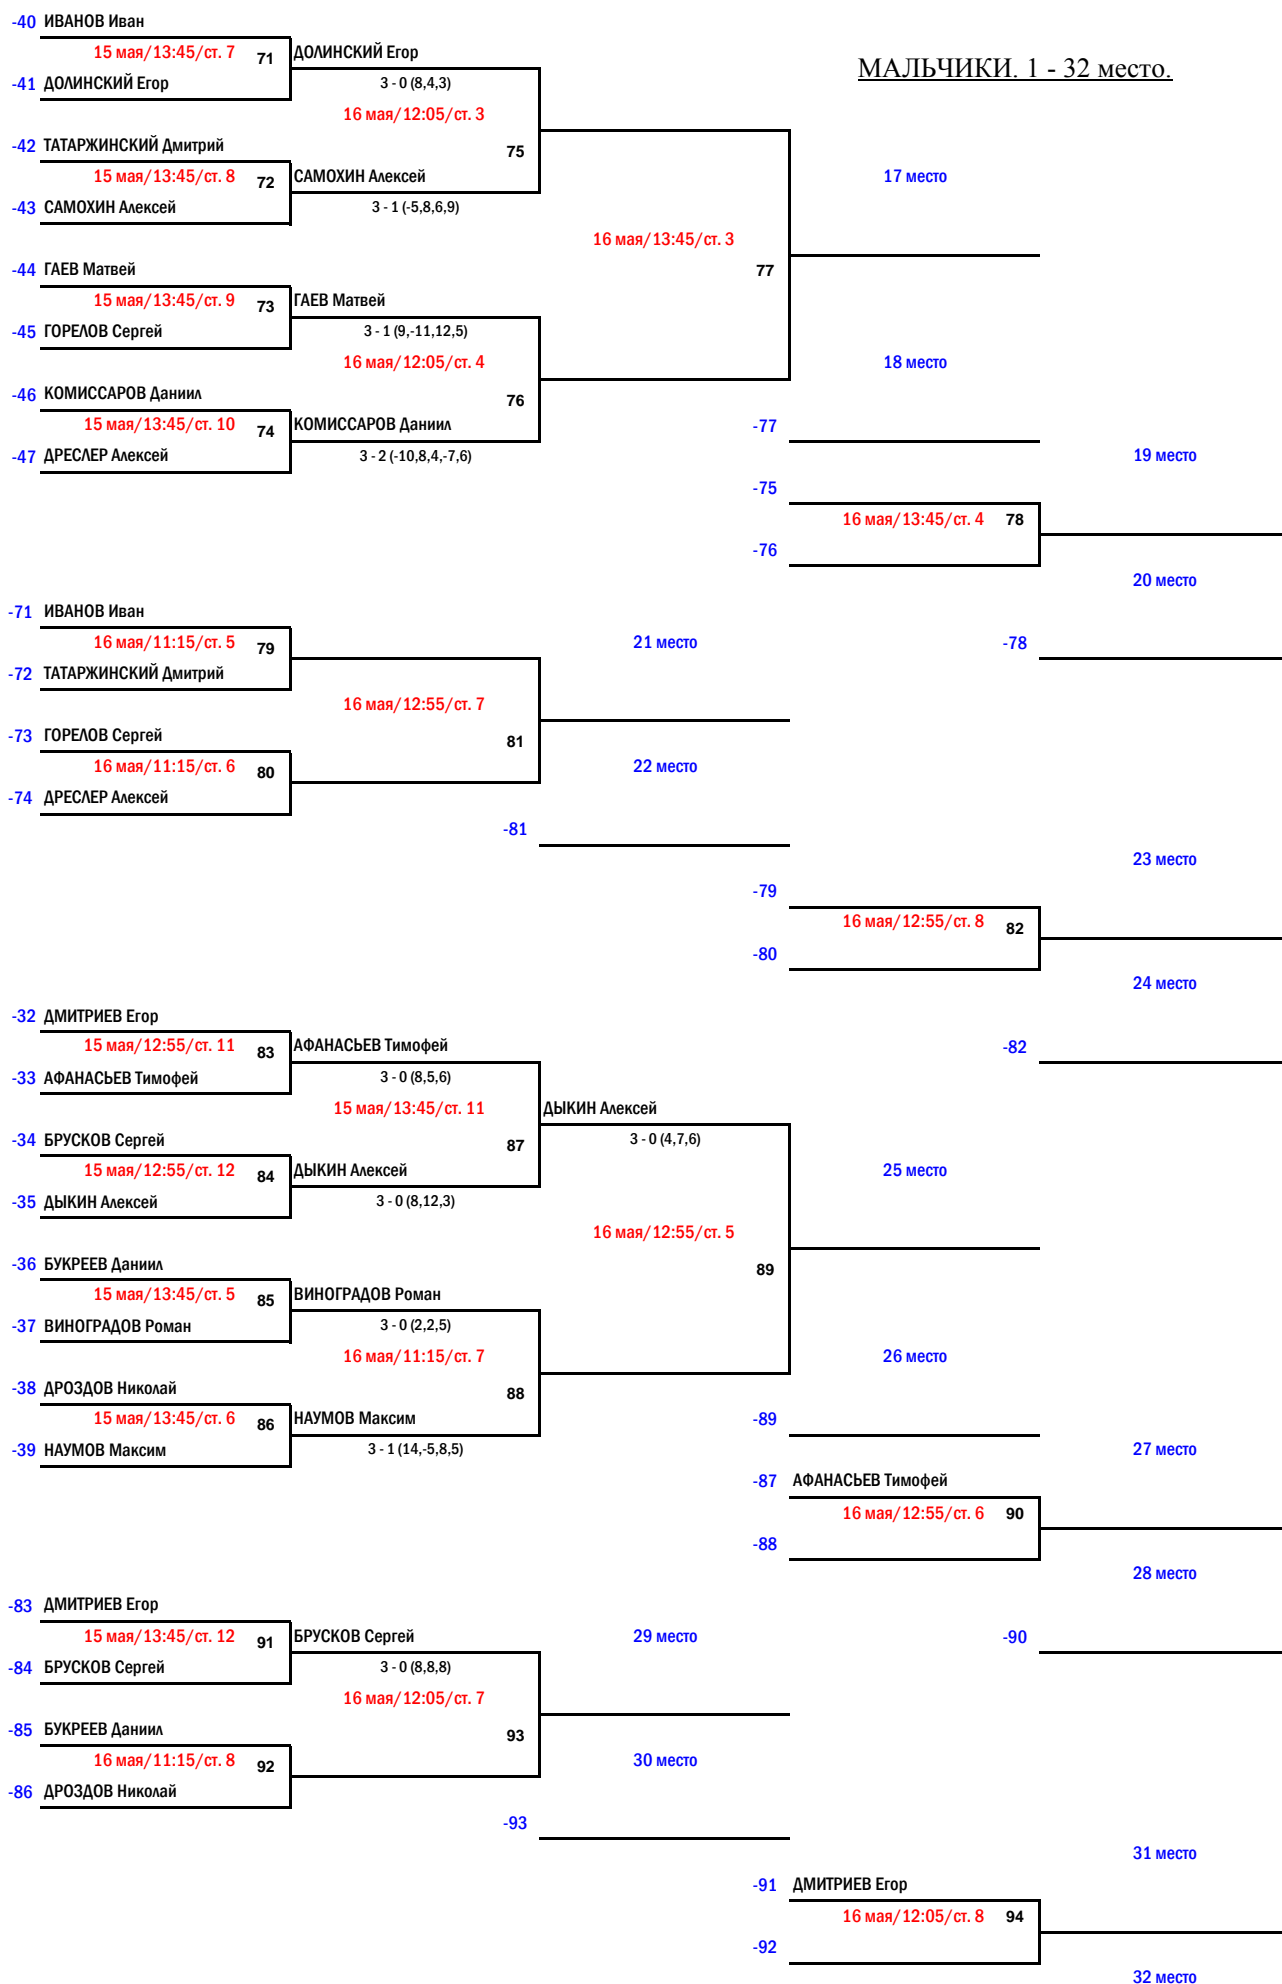 -40 ИВАНОВ Иван
15 мая/13:45/ст. 7 71 ДОЛИНСКИЙ Егор
МАЛЬЧИКИ. 1 - 32 место.
-41 ДОЛИНСКИЙ Егор 3 - 0 (8,4,3)
16 мая/12:05/ст. 3
-42 ТАТАРЖИНСКИЙ Дмитрий 75
15 мая/13:45/ст. 8 72 САМОХИН Алексей 17 место
-43 САМОХИН Алексей 3 - 1 (-5,8,6,9)
16 мая/13:45/ст. 3
-44 ГАЕВ Матвей 77
15 мая/13:45/ст. 9 73 ГАЕВ Матвей
-45 ГОРЕЛОВ Сергей 3 - 1 (9,-11,12,5)
16 мая/12:05/ст. 4 18 место
-46 КОМИССАРОВ Даниил 76
15 мая/13:45/ст. 10 74 КОМИССАРОВ Даниил -77
-47 ДРЕСЛЕР Алексей 3 - 2 (-10,8,4,-7,6) 19 место
-75
16 мая/13:45/ст. 4 78
-76
20 место
-71 ИВАНОВ Иван
16 мая/11:15/ст. 5 79 21 место -78
-72 ТАТАРЖИНСКИЙ Дмитрий
16 мая/12:55/ст. 7
-73 ГОРЕЛОВ Сергей 81
16 мая/11:15/ст. 6 80 22 место
-74 ДРЕСЛЕР Алексей
-81
23 место
-79
16 мая/12:55/ст. 8 82
-80
24 место
-32 ДМИТРИЕВ Егор
15 мая/12:55/ст. 11 83 АФАНАСЬЕВ Тимофей -82
-33 АФАНАСЬЕВ Тимофей 3 - 0 (8,5,6)
15 мая/13:45/ст. 11 ДЫКИН Алексей
-34 БРУСКОВ Сергей 87 3 - 0 (4,7,6)
15 мая/12:55/ст. 12 84 ДЫКИН Алексей 25 место
-35 ДЫКИН Алексей 3 - 0 (8,12,3)
16 мая/12:55/ст. 5
-36 БУКРЕЕВ Даниил 89
15 мая/13:45/ст. 5 85 ВИНОГРАДОВ Роман
-37 ВИНОГРАДОВ Роман 3 - 0 (2,2,5)
16 мая/11:15/ст. 7 26 место
-38 ДРОЗДОВ Николай 88
15 мая/13:45/ст. 6 86 НАУМОВ Максим -89
-39 НАУМОВ Максим 3 - 1 (14,-5,8,5) 27 место
-87 АФАНАСЬЕВ Тимофей
16 мая/12:55/ст. 6 90
-88
28 место
-83 ДМИТРИЕВ Егор
15 мая/13:45/ст. 12 91 БРУСКОВ Сергей 29 место -90
-84 БРУСКОВ Сергей 3 - 0 (8,8,8)
16 мая/12:05/ст. 7
-85 БУКРЕЕВ Даниил 93
16 мая/11:15/ст. 8 92 30 место
-86 ДРОЗДОВ Николай
-93
31 место
-91 ДМИТРИЕВ Егор
16 мая/12:05/ст. 8 94
-92
32 место